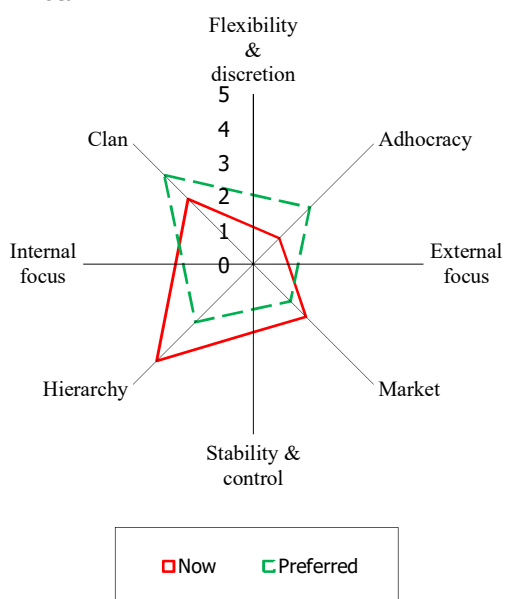 Flexibility
&
discretion
5
Clan
4
Adhocracy
3
2
1
Internal
focus
0
External
focus
Hierarchy
Market
Stability &
control
Now
Preferred